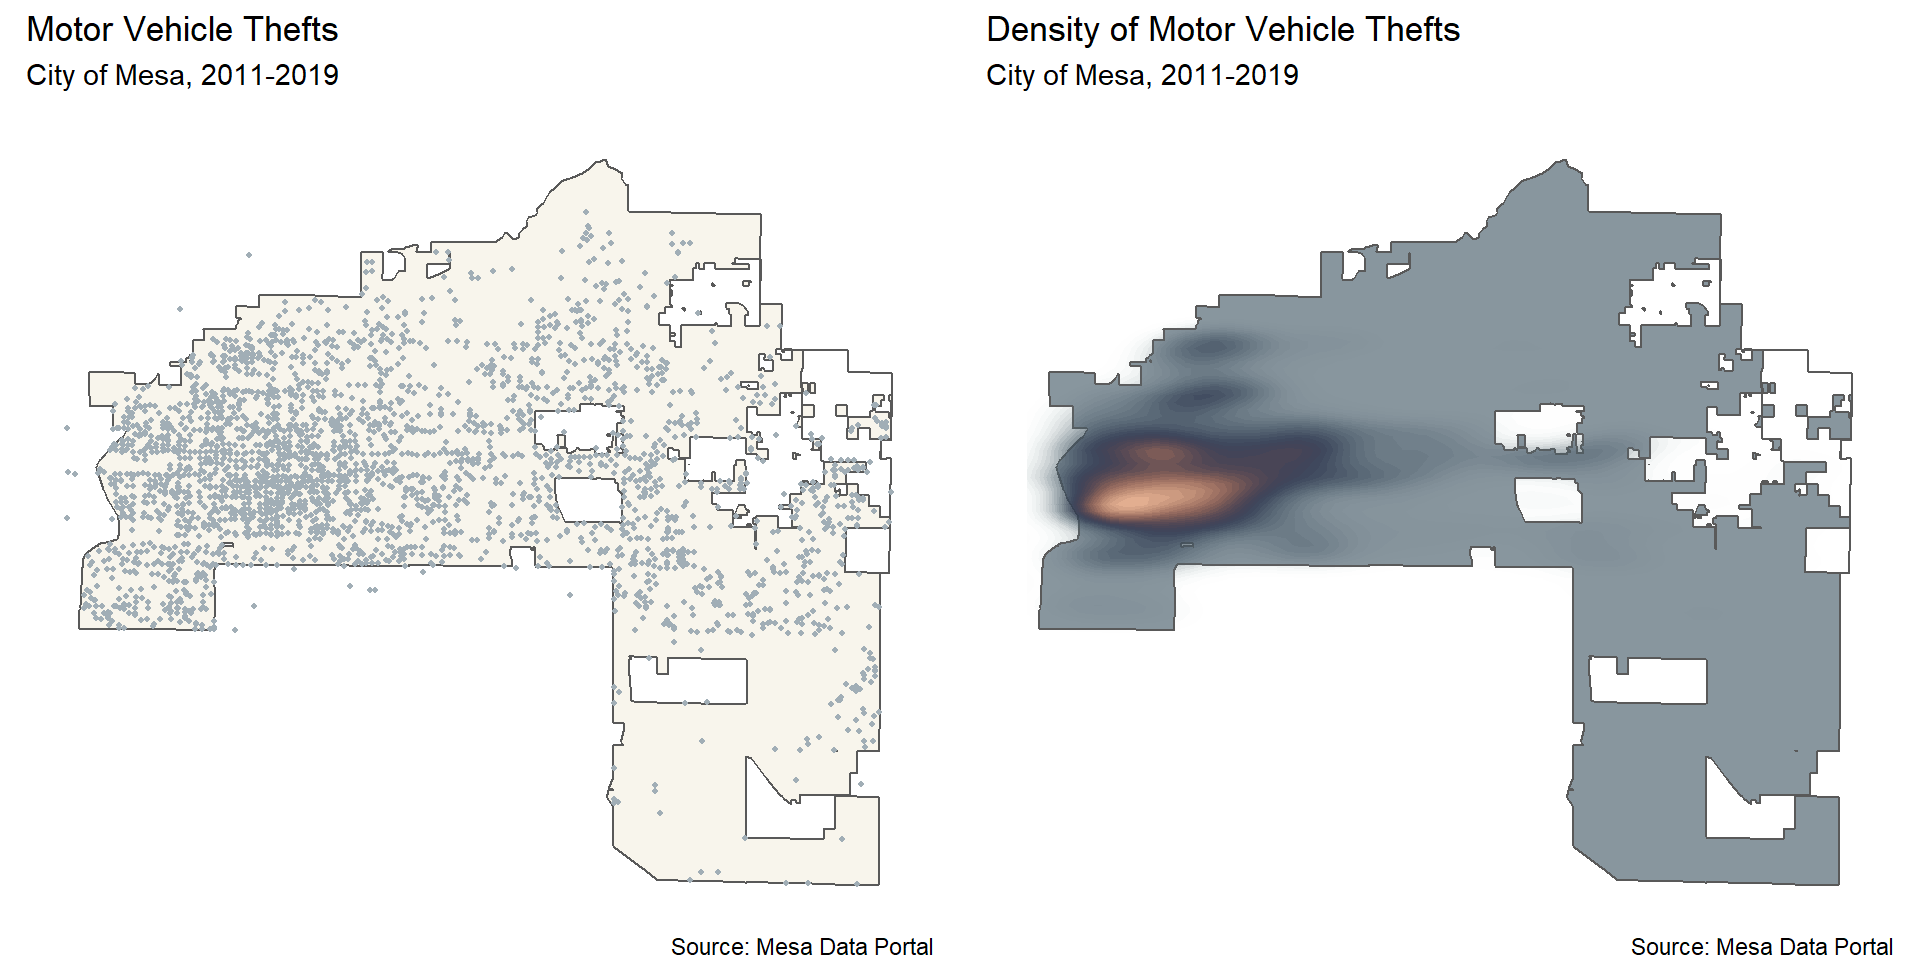 Motor Vehicle Thefts
City of Mesa, 2011-2019
Source: Mesa Data Portal
Density of Motor Vehicle Thefts
City of Mesa, 2011-2019
Source: Mesa Data Portal